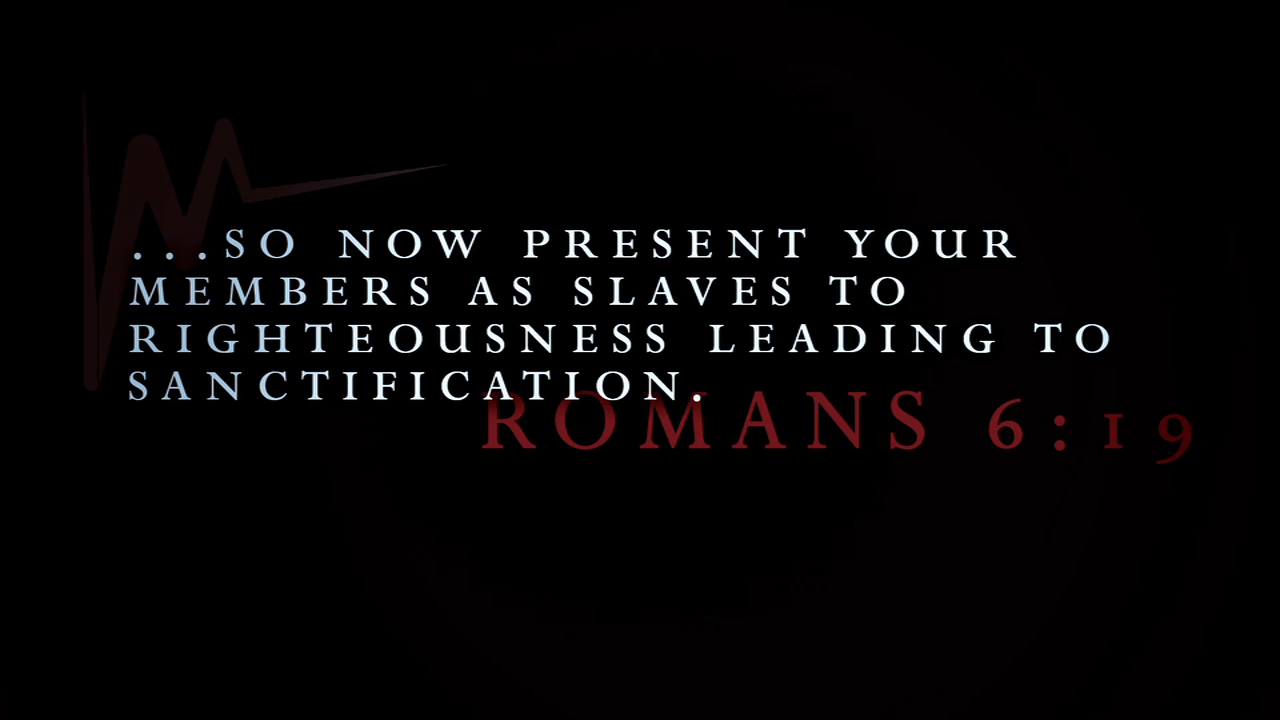 ...SO NOW PRESENT YOUR
MEMBERS AS SLAVES TO
RIGHTEOUSNESS LEADING TO
SANCTIFICATION.
ROMANS 6:19